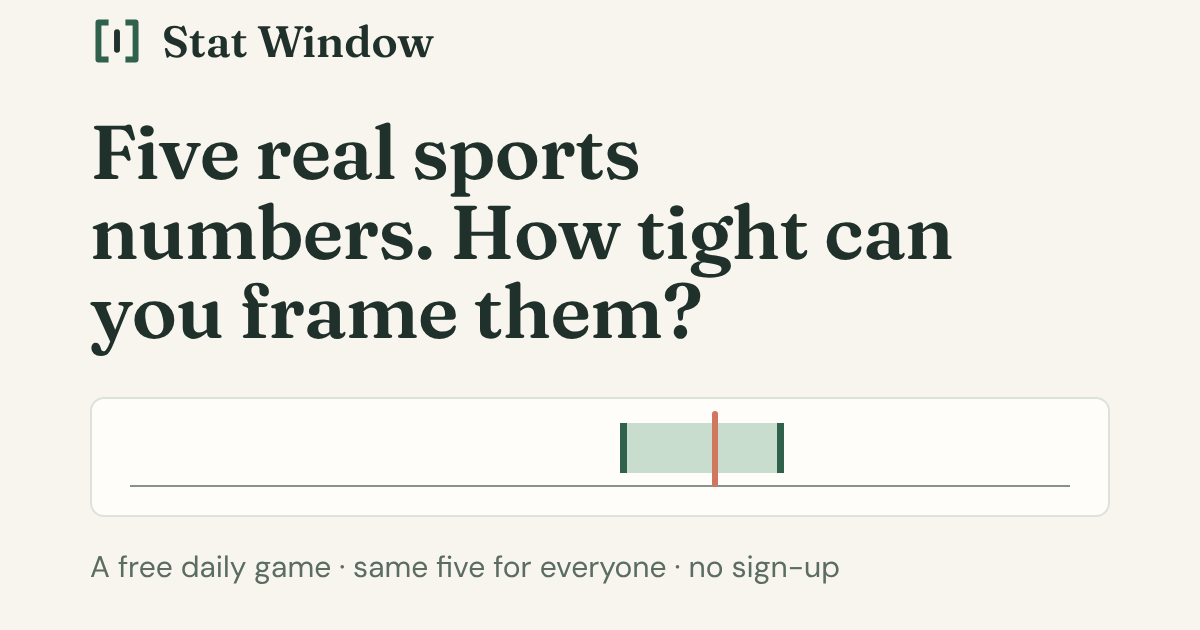 Stat Window
Five real sports
numbers. How tight can
you frame them?
A free daily game · same five for everyone · no sign-up